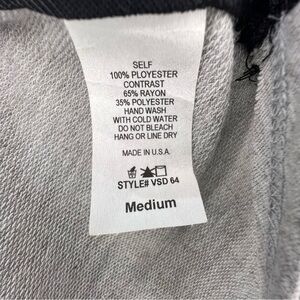 SELF
100% PLOYESTER
CONTRAST
65% RAYON
35% POLYESTER
HAND WASH
WITH COLD WATER
DO NOT BLEACH
HANG OR LINE DRY
MADE IN U.S.A.
STYLE# VSD 64
Medium